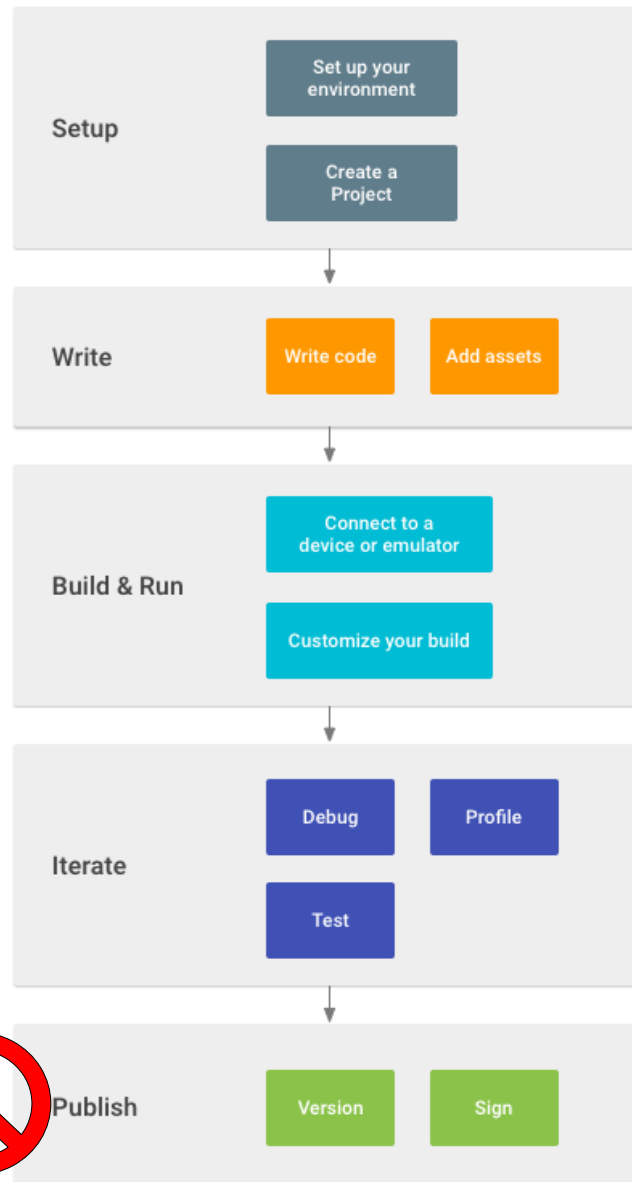 Setup
Set up your
environment
Create a
Project
Write
Write code
Add assets
Build & Run
Connect to a
device or emulator
Customize your build
Iterate
Debug
Profile
Test
Publish
Version
Sign